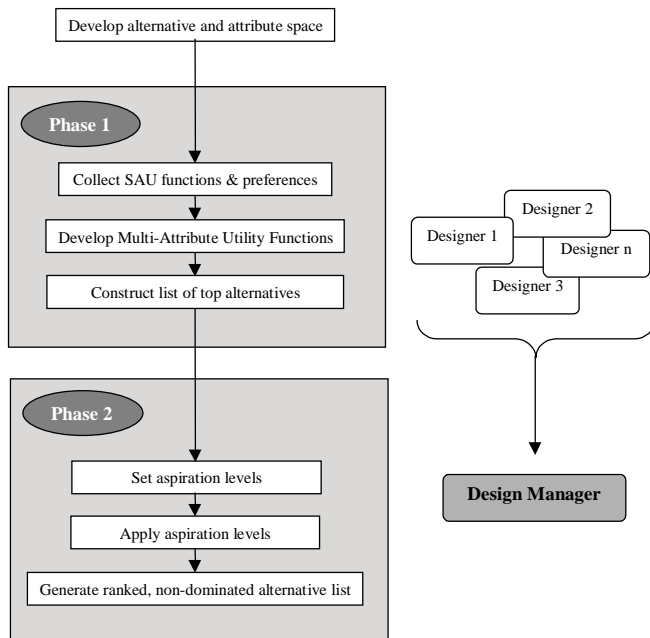 Develop alternative and attribute space
Phase 1
Collect SAU functions & preferences
Develop Multi-Attribute Utility Functions
Construct list of top alternatives
Designer 2
Designer 1
Designer n
Designer 3
Phase 2
Set aspiration levels
Apply aspiration levels
Generate ranked, non-dominated alternative list
Design Manager